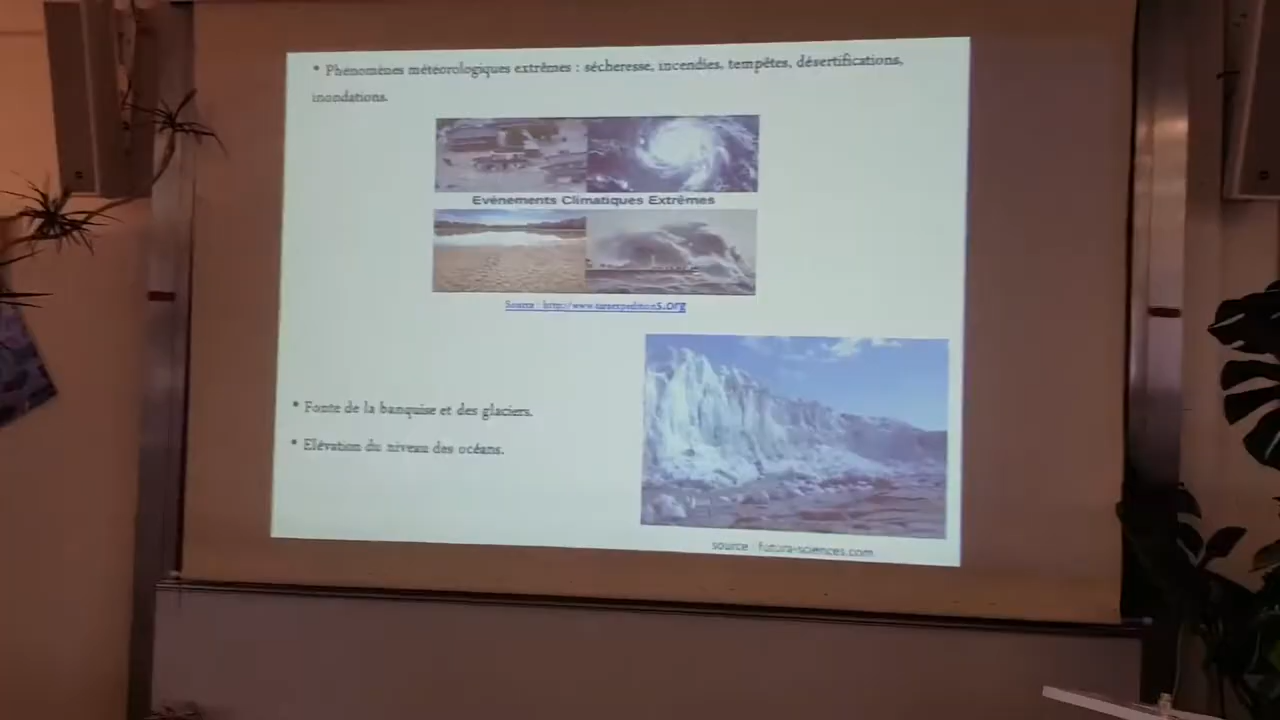 • Phénomènes météorologiques extrêmes : sécheresse, incendies, tempêtes, désertifications,
inondations.
Evénements Climatiques Extrêmes
Source : http://www.taraexpeditions.org
• Fonte de la banquise et des glaciers.
• Elévation du niveau des océans.
source : futura-sciences.com